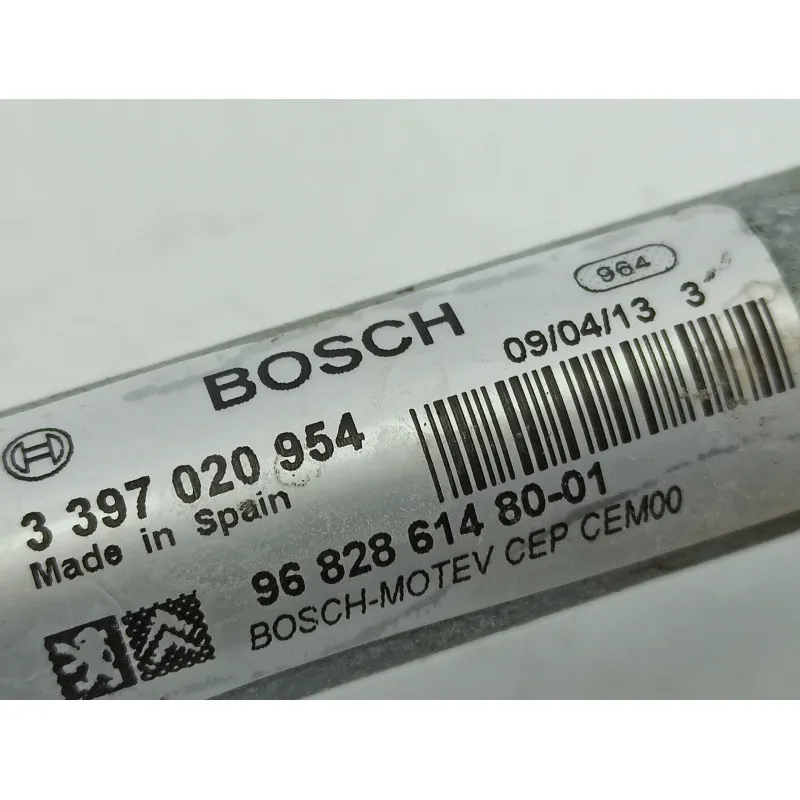 964
BOSCH
09/04/13 3
3 397 020 954
Made in Spain
96 828 614 80-01
BOSCH-MOTEV CEP CEM00